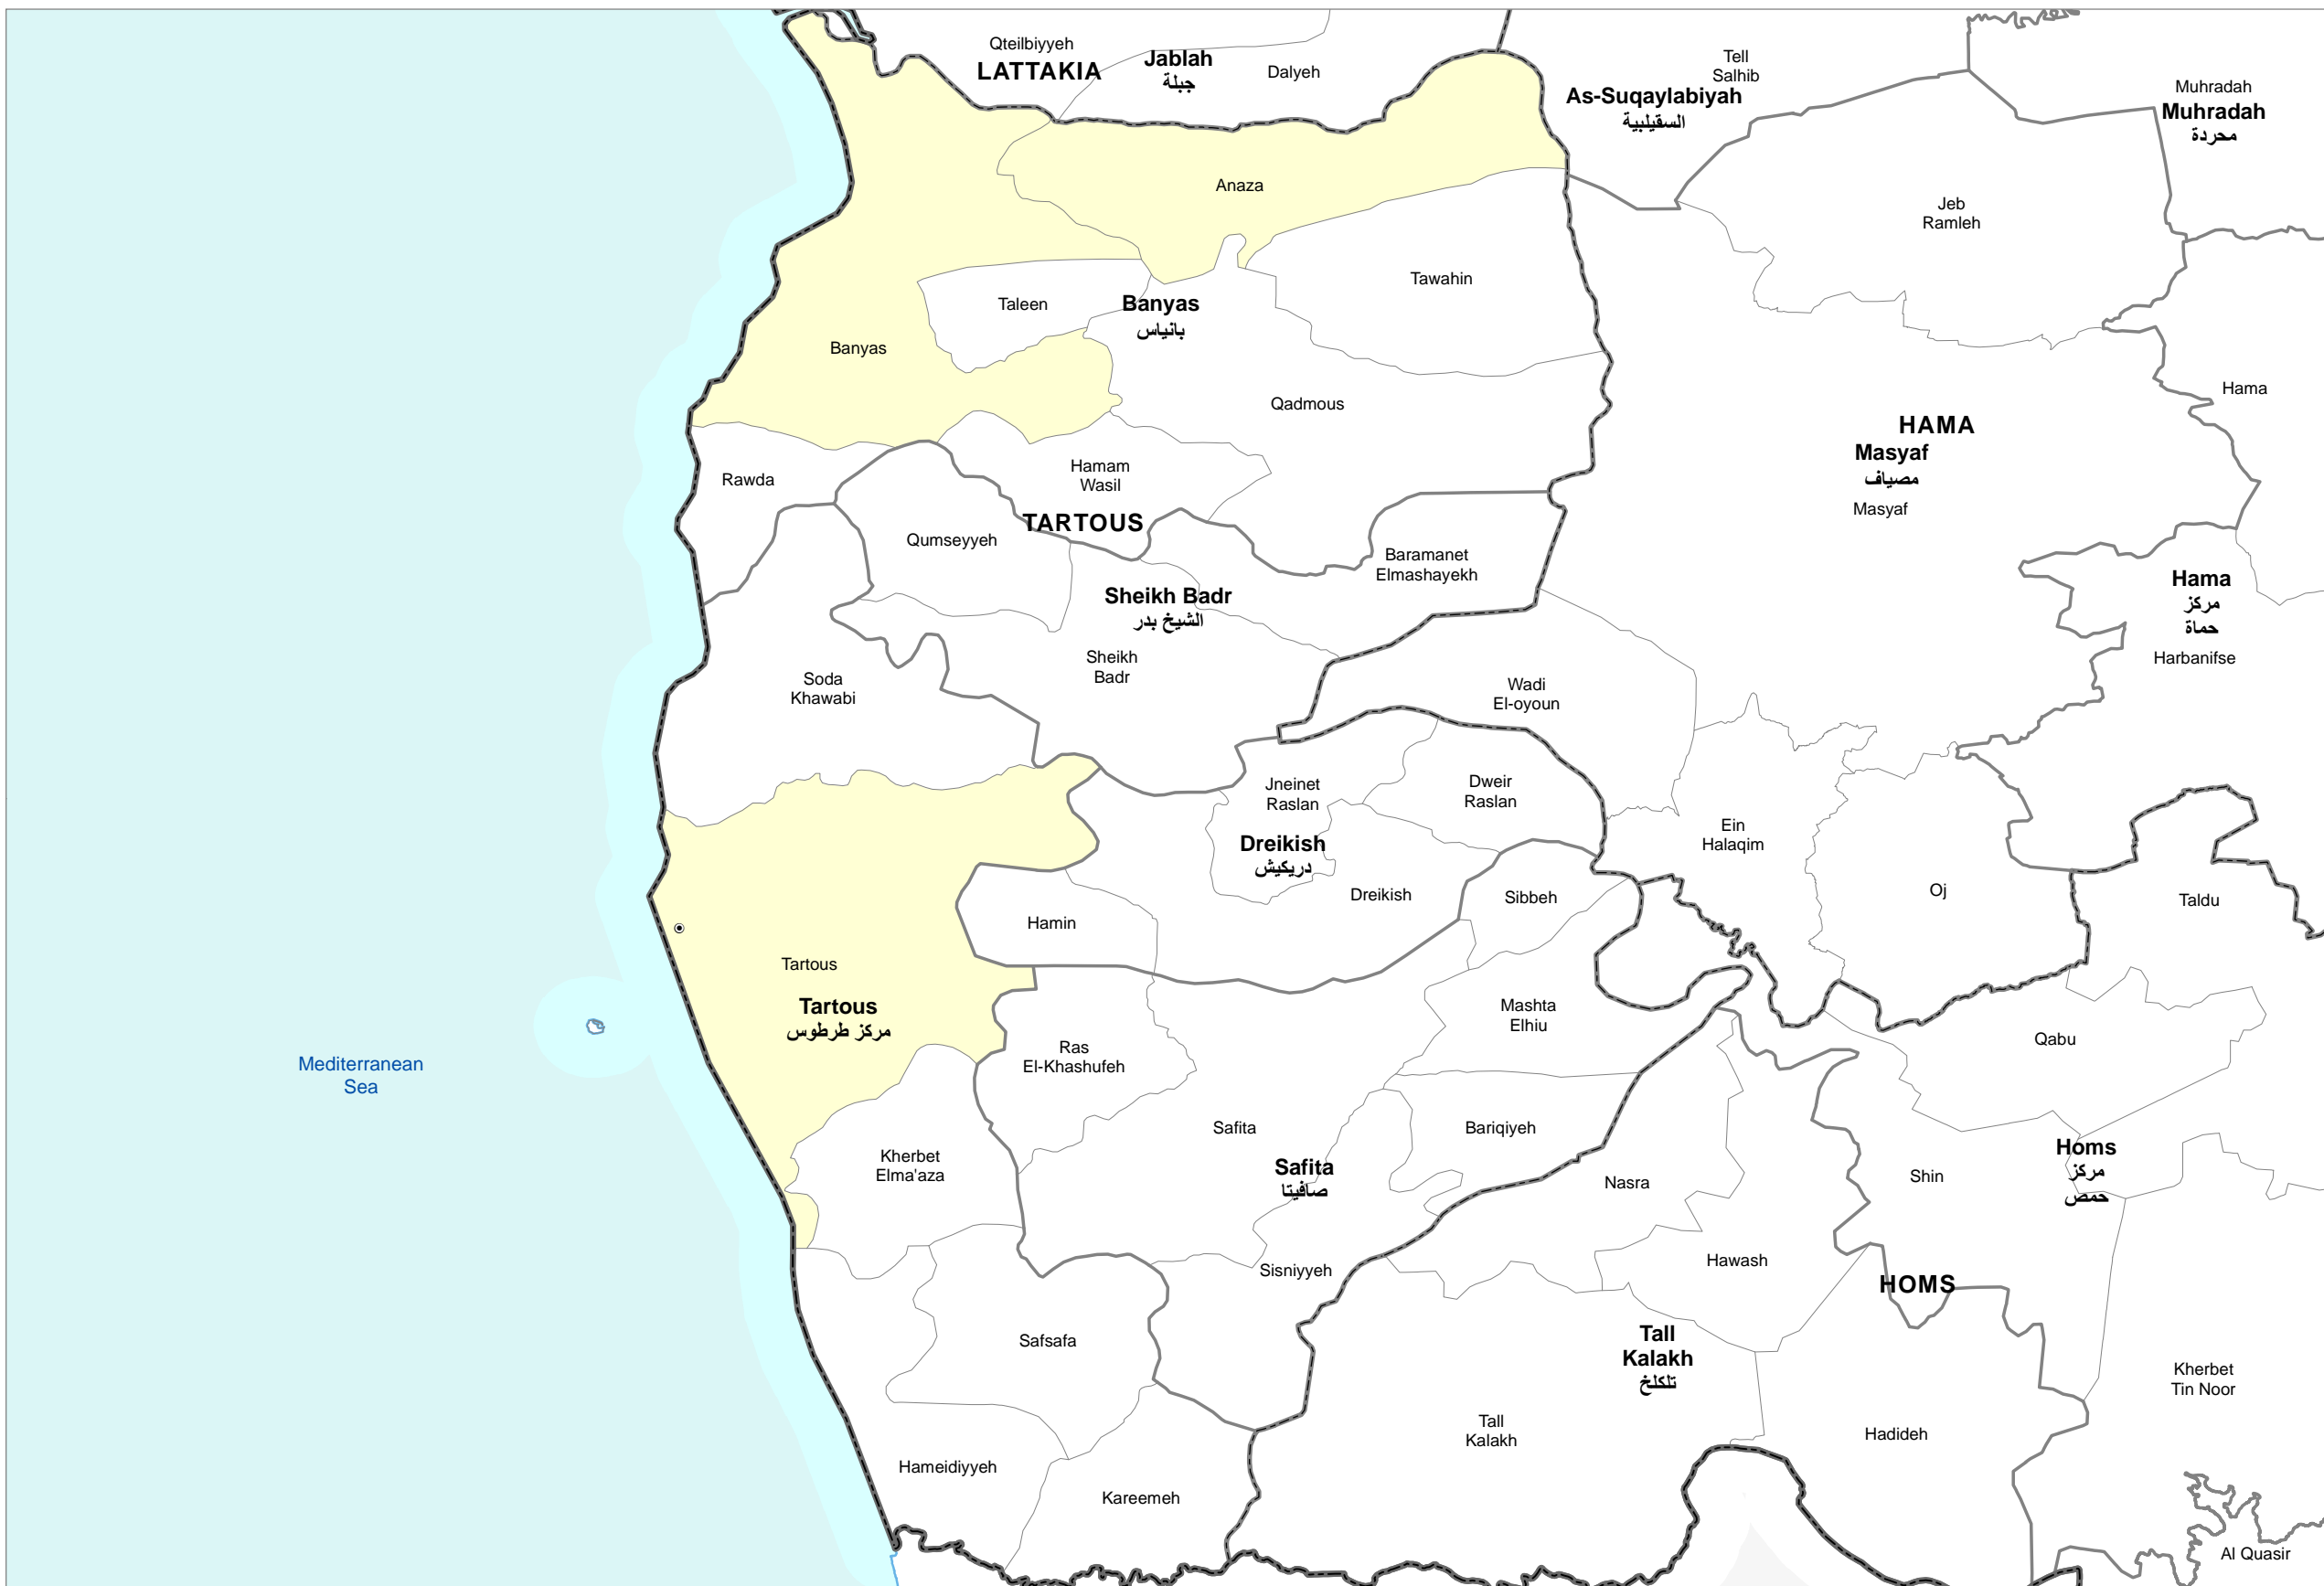 Qteilbiyyeh
LATTAKIA
Jablah
جبلة
Dalyeh
Tell
Salhib
As-Suqaylabiyah
السقيلبية
Muhradah
Muhradah
محردة
Anaza
Jeb
Ramleh
Tawahin
Taleen
Banyas
بانياس
Banyas
Qadmous
Hama
HAMA
Masyaf
مصياف
Masyaf
Rawda
Hamam
Wasil
TARTOUS
Qumseyyeh
Baramanet
Elmashayekh
Sheikh Badr
الشيخ بدر
Sheikh
Badr
Hama
مركز
حماة
Harbanifse
Soda
Khawabi
Wadi
El-oyoun
Jneinet
Raslan
Dweir
Raslan
Dreikish
دريكيش
Dreikish
Ein
Halaqim
Sibbeh
Oj
Taldu
Hamin
Tartous
Tartous
مركز طرطوس
Mashta
Elhiu
Ras
El-Khashufeh
Qabu
Mediterranean
Sea
Safita
Bariqiyeh
Kherbet
Elma'aza
Safita
صافيتا
Nasra
Shin
Homs
مركز
حمص
Sisniyyeh
Hawash
HOMS
Safsafa
Tall
Kalakh
تلكلخ
Kherbet
Tin Noor
Tall
Kalakh
Hadideh
Hameidiyyeh
Kareemeh
Al Quasir